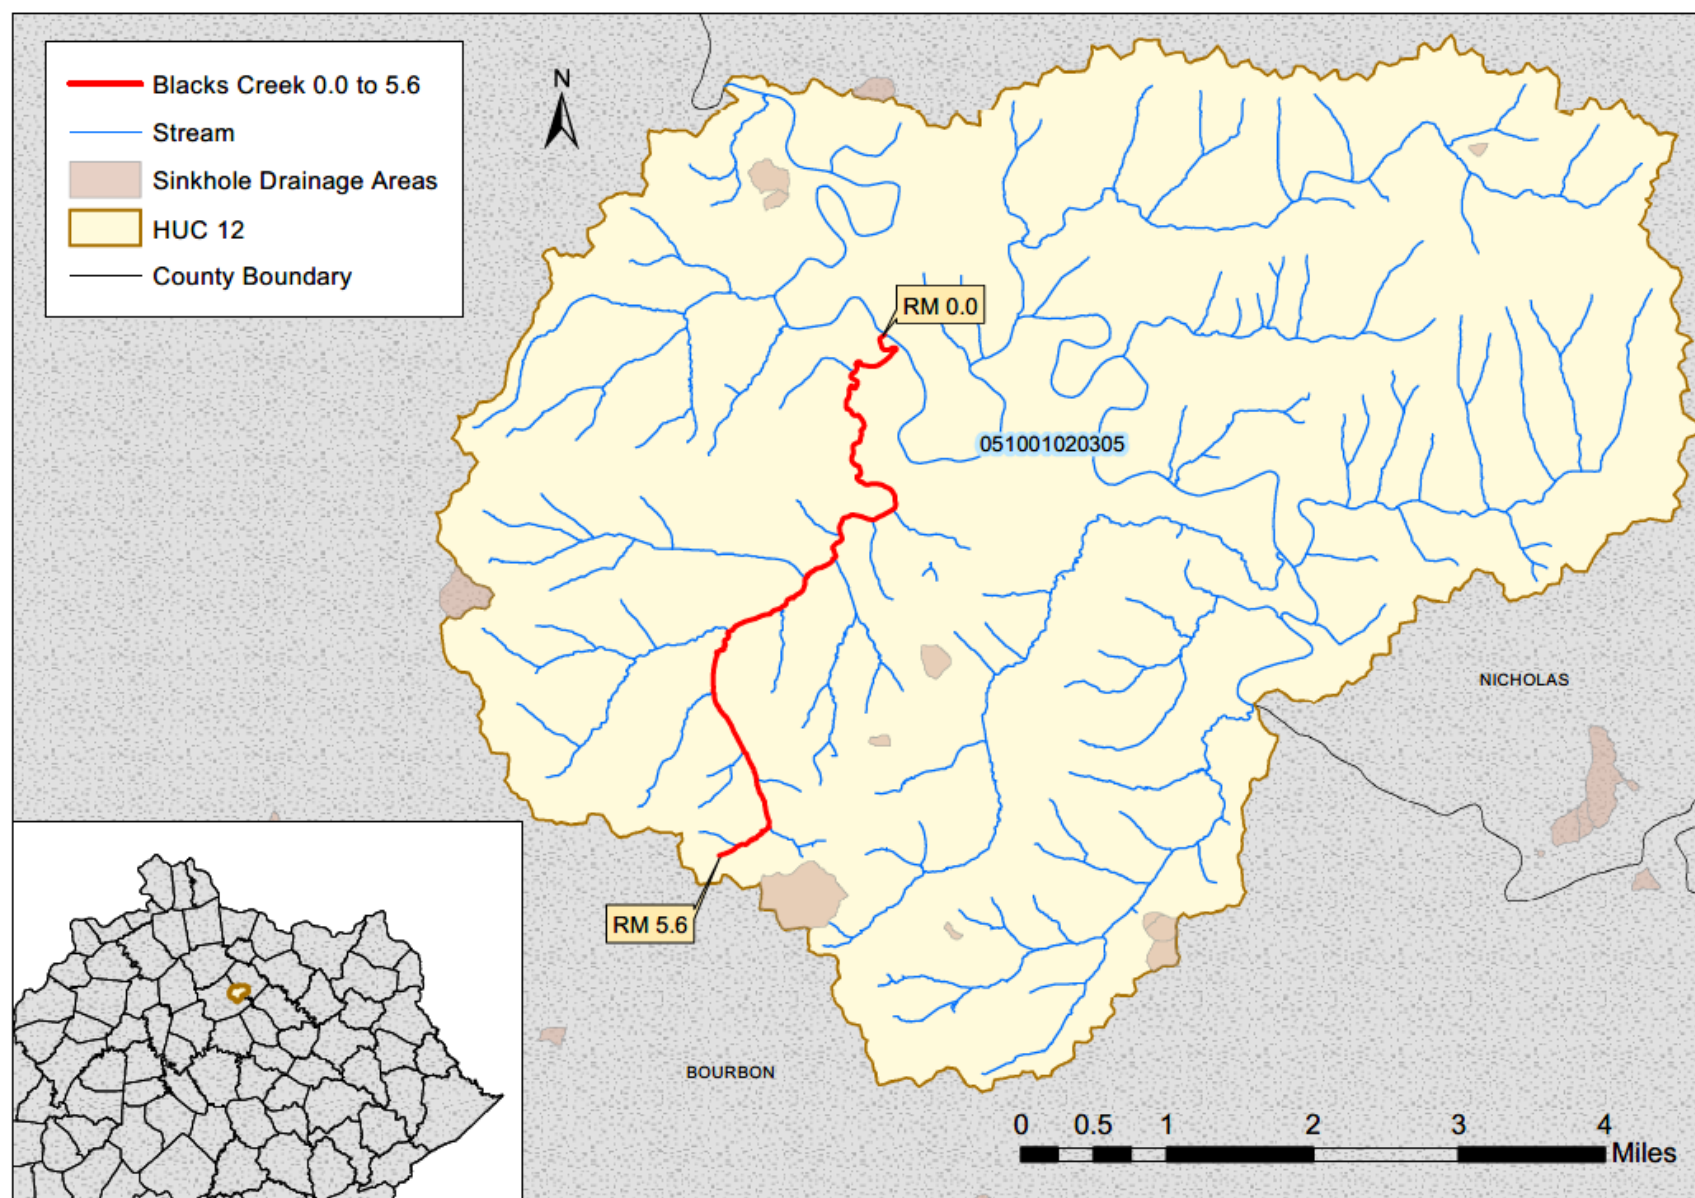 Blacks Creek 0.0 to 5.6
Stream
Sinkhole Drainage Areas
HUC 12
County Boundary
N
RM 0.0
051001020305
NICHOLAS
RM 5.6
BOURBON
0 0.5 1 2 3 4
Miles